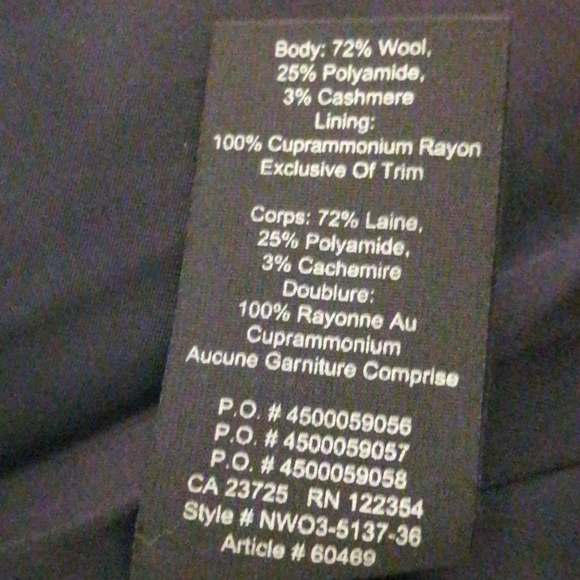 Body: 72% Wool,
25% Polyamide,
3% Cashmere
Lining:
100% Cuprammonium Rayon
Exclusive Of Trim
Corps: 72% Laine,
25% Polyamide,
3% Cachemire
Doublure:
100% Rayonne Au
Cuprammonium
Aucune Garniture Comprise
P.O. # 4500059056
P.O. # 4500059057
P.O. # 4500059058
CA 23725 RN 122354
Style # NWO3-5137-36
Article # 60469